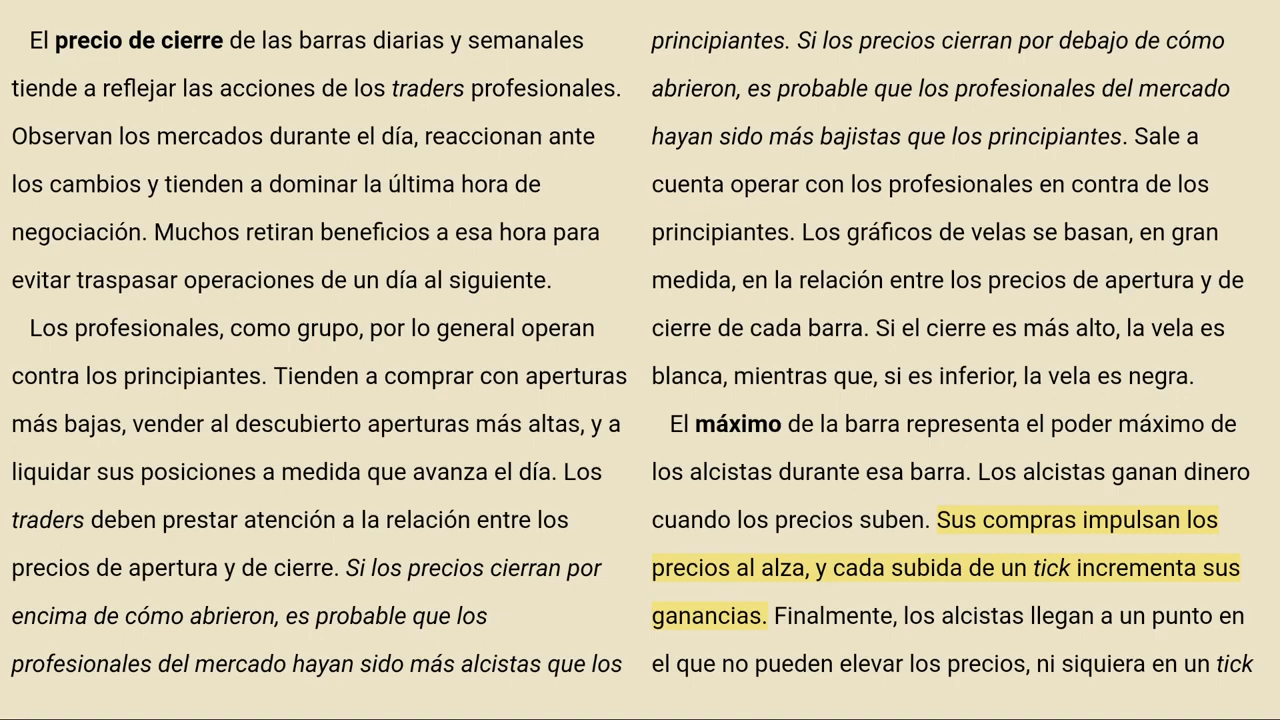 El precio de cierre de las barras diarias y semanales
tiende a reflejar las acciones de los traders profesionales.
Observan los mercados durante el día, reaccionan ante
los cambios y tienden a dominar la última hora de
negociación. Muchos retiran beneficios a esa hora para
evitar traspasar operaciones de un día al siguiente.
Los profesionales, como grupo, por lo general operan
contra los principiantes. Tienden a comprar con aperturas
más bajas, vender al descubierto aperturas más altas, y a
liquidar sus posiciones a medida que avanza el día. Los
traders deben prestar atención a la relación entre los
precios de apertura y de cierre. Si los precios cierran por
encima de cómo abrieron, es probable que los
profesionales del mercado hayan sido más alcistas que los
principiantes. Si los precios cierran por debajo de cómo
abrieron, es probable que los profesionales del mercado
hayan sido más bajistas que los principiantes. Sale a
cuenta operar con los profesionales en contra de los
principiantes. Los gráficos de velas se basan, en gran
medida, en la relación entre los precios de apertura y de
cierre de cada barra. Si el cierre es más alto, la vela es
blanca, mientras que, si es inferior, la vela es negra.
El máximo de la barra representa el poder máximo de
los alcistas durante esa barra. Los alcistas ganan dinero
cuando los precios suben. Sus compras impulsan los
precios al alza, y cada subida de un tick incrementa sus
ganancias. Finalmente, los alcistas llegan a un punto en
el que no pueden elevar los precios, ni siquiera en un tick